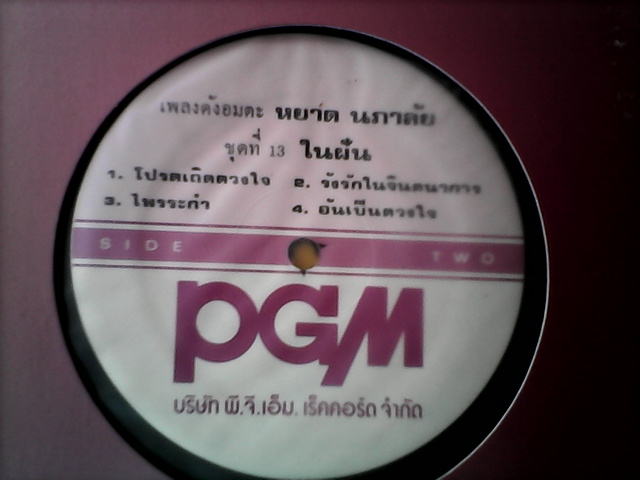 เพลงดังอมตะ หยาด นภาลัย
ชุดที่ 13 ในฝัน
1. โปรดเถิดดวงใจ 2. รังรักในจินตนาการ
3. ไพรระกำ 4. อันเป็นดวงใจ
SIDE TWO
PGM
บริษัท พี.จี.เอ็ม. เร็คคอร์ด จำกัด